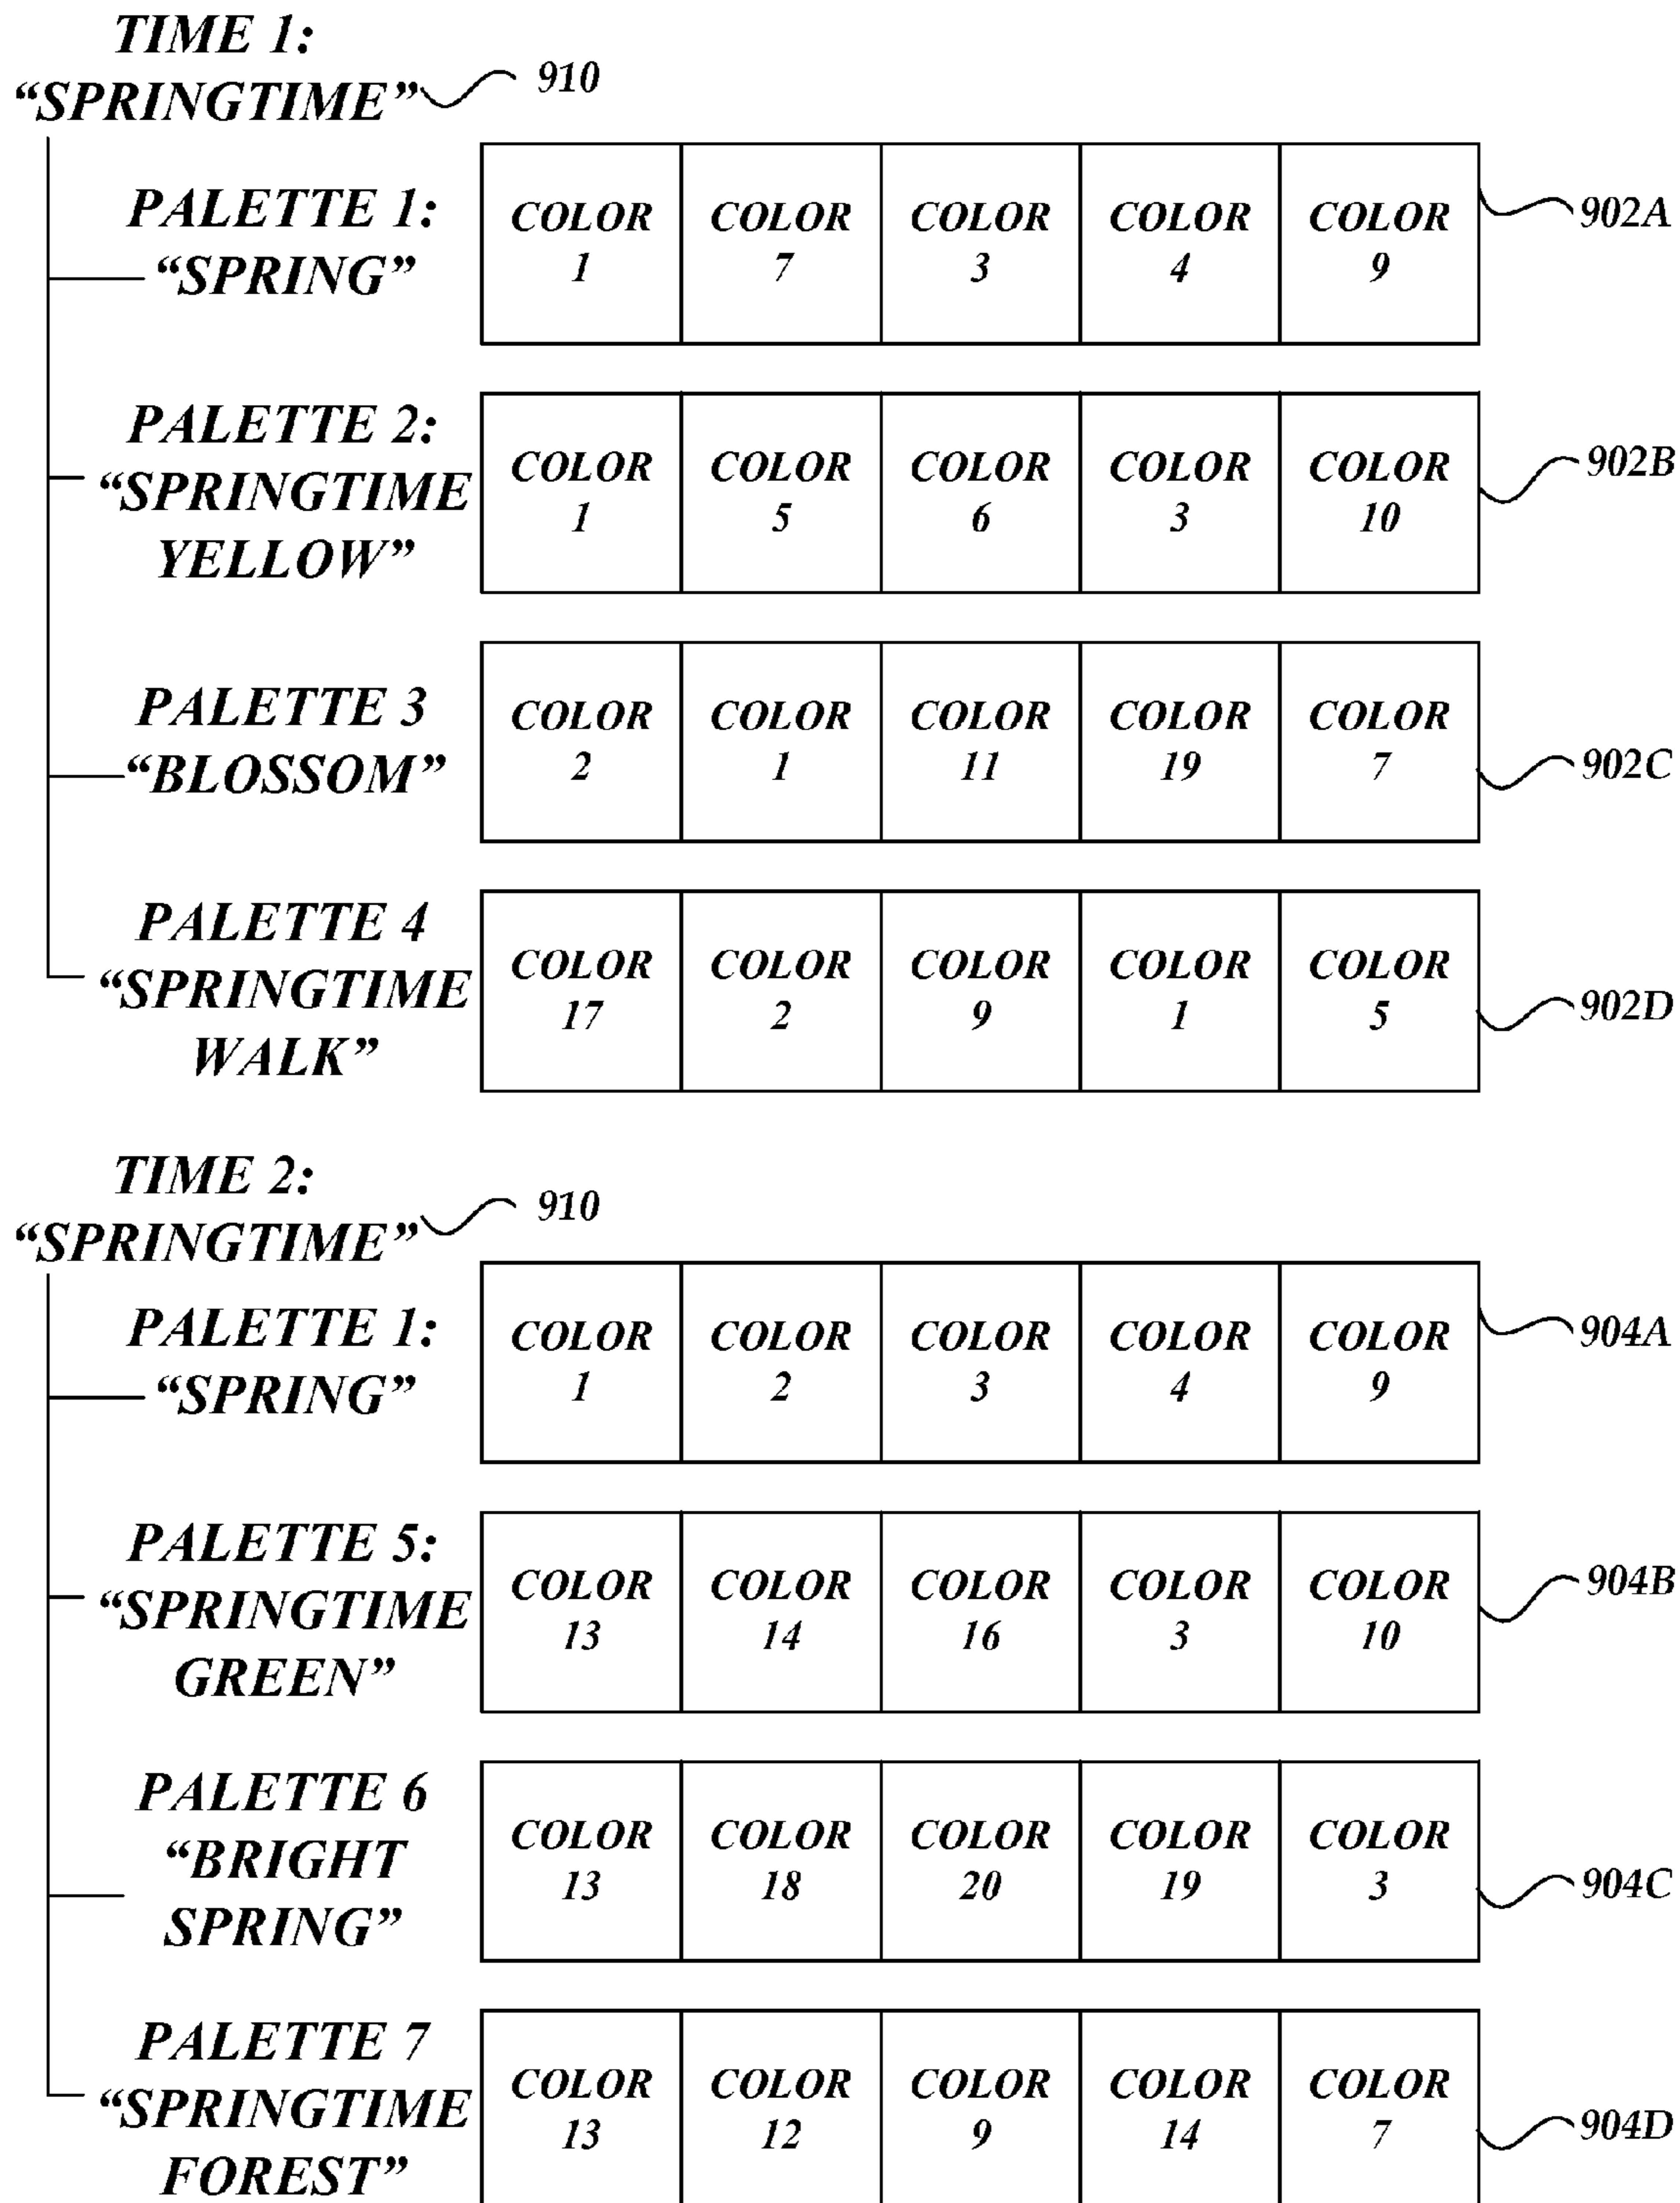 TIME 1:
“SPRINGTIME” 910
PALETTE 1:
“SPRING”
COLOR 1 COLOR 7 COLOR 3 COLOR 4 COLOR 9 902A
PALETTE 2:
“SPRINGTIME
YELLOW”
COLOR 1 COLOR 5 COLOR 6 COLOR 3 COLOR 10 902B
PALETTE 3
“BLOSSOM”
COLOR 2 COLOR 1 COLOR 11 COLOR 19 COLOR 7 902C
PALETTE 4
“SPRINGTIME
WALK”
COLOR 17 COLOR 2 COLOR 9 COLOR 1 COLOR 5 902D
TIME 2:
“SPRINGTIME” 910
PALETTE 1:
“SPRING”
COLOR 1 COLOR 2 COLOR 3 COLOR 4 COLOR 9 904A
PALETTE 5:
“SPRINGTIME
GREEN”
COLOR 13 COLOR 14 COLOR 16 COLOR 3 COLOR 10 904B
PALETTE 6
“BRIGHT
SPRING”
COLOR 13 COLOR 18 COLOR 20 COLOR 19 COLOR 3 904C
PALETTE 7
“SPRINGTIME
FOREST”
COLOR 13 COLOR 12 COLOR 9 COLOR 14 COLOR 7 904D